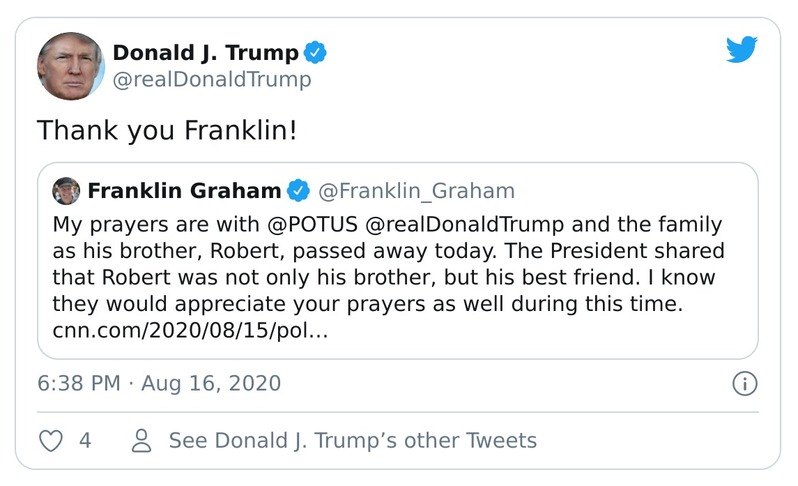 Donald J. Trump
@realDonaldTrump
Thank you Franklin!
Franklin Graham @Franklin_Graham
My prayers are with @POTUS @realDonaldTrump and the family
as his brother, Robert, passed away today. The President shared
that Robert was not only his brother, but his best friend. I know
they would appreciate your prayers as well during this time.
cnn.com/2020/08/15/pol…
6:38 PM · Aug 16, 2020
4 See Donald J. Trump’s other Tweets